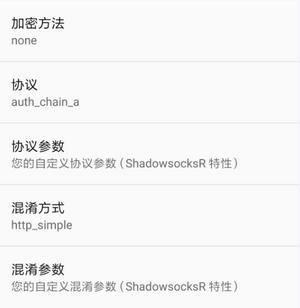 加密方法
none
协议
auth_chain_a
协议参数
您的自定义协议参数（ShadowsocksR 特性）
混淆方式
http_simple
混淆参数
您的自定义混淆参数（ShadowsocksR 特性）